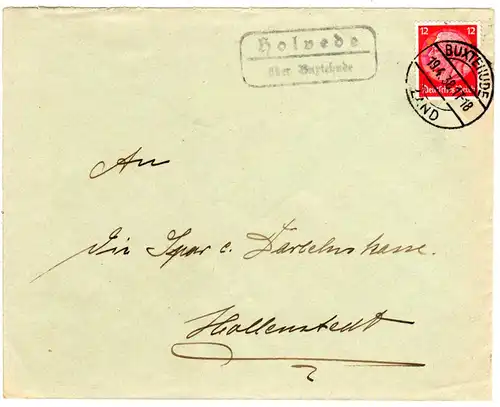 Holvede
über Buxtehude
12 12
Deutsches Reich
BUXTEHUDE
LAND
An
die Spar c. Darlehnskasse.
Hollenstedt